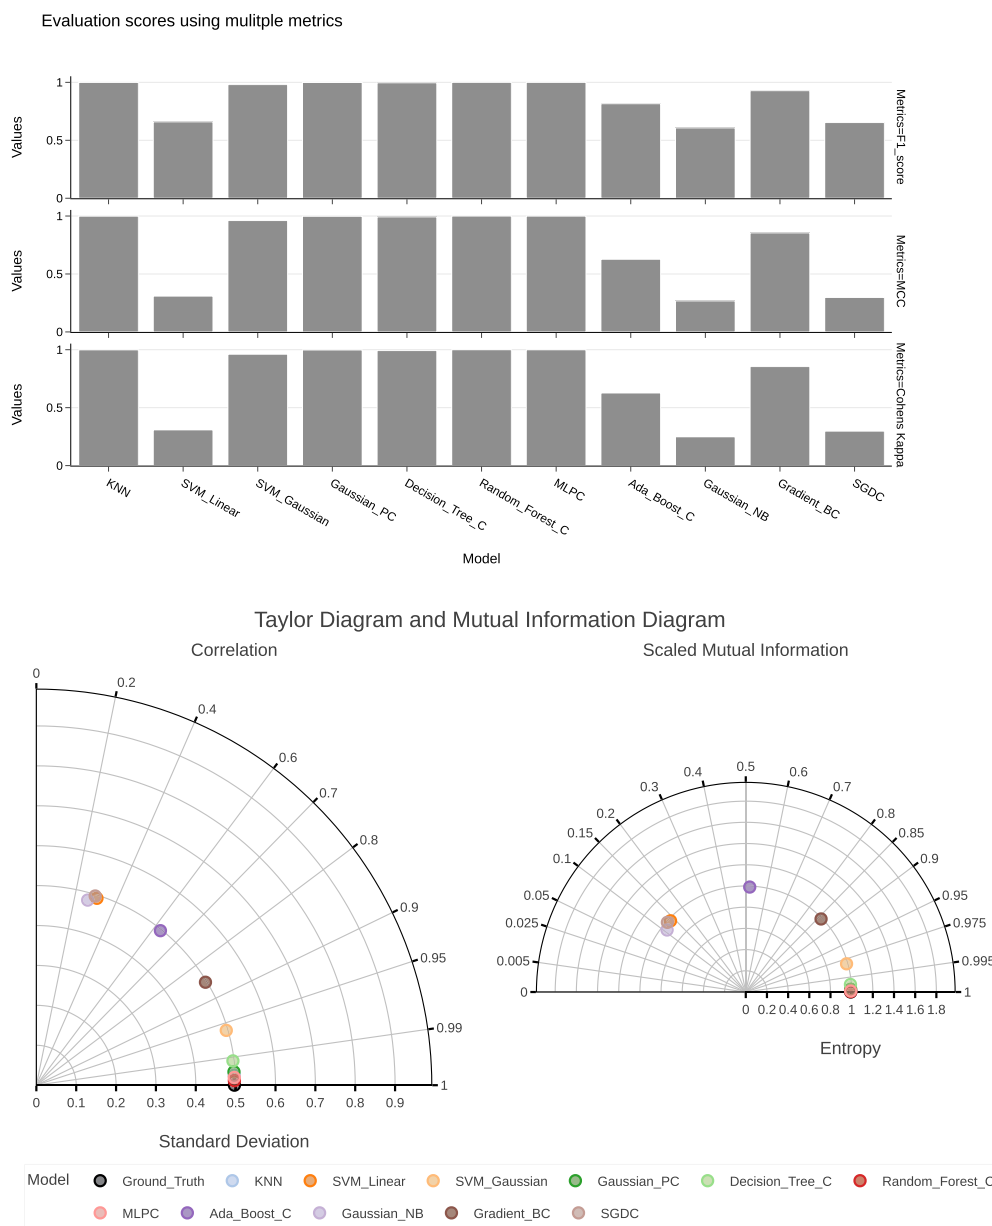 Evaluation scores using mulitple metrics
Values
1
0.5
0
Metrics=F1_score
Values
1
0.5
0
Metrics=MCC
Values
1
0.5
0
Metrics=Cohens Kappa
KNN
SVM_Linear
SVM_Gaussian
Gaussian_PC
Decision_Tree_C
Random_Forest_C
MLPC
Ada_Boost_C
Gaussian_NB
Gradient_BC
SGDC
Model
Taylor Diagram and Mutual Information Diagram
Correlation
0
0.2
0.4
0.6
0.7
0.8
0.9
0.95
0.99
1
0 0.1 0.2 0.3 0.4 0.5 0.6 0.7 0.8 0.9
Standard Deviation
Scaled Mutual Information
0
0.005
0.025
0.05
0.1
0.15
0.2
0.3
0.4
0.5
0.6
0.7
0.8
0.85
0.9
0.95
0.975
0.995
1
0 0.2 0.4 0.6 0.8 1 1.2 1.4 1.6 1.8
Entropy
Model Ground_Truth KNN SVM_Linear SVM_Gaussian Gaussian_PC Decision_Tree_C Random_Forest_C
MLPC Ada_Boost_C Gaussian_NB Gradient_BC SGDC